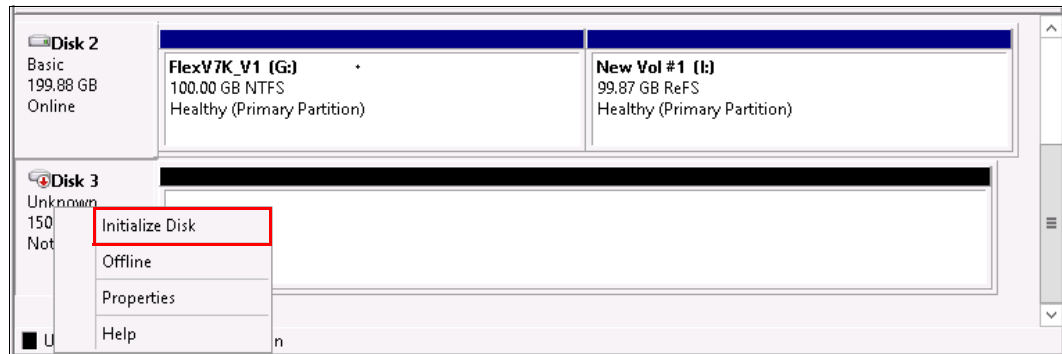 Disk 2
Basic
199.88 GB
Online
FlexV7K_V1 (G:)
100.00 GB NTFS
Healthy (Primary Partition)
New Vol #1 (I:)
99.87 GB ReFS
Healthy (Primary Partition)
Disk 3
Unknown
150
Not
Initialize Disk
Offline
Properties
Help
U
n